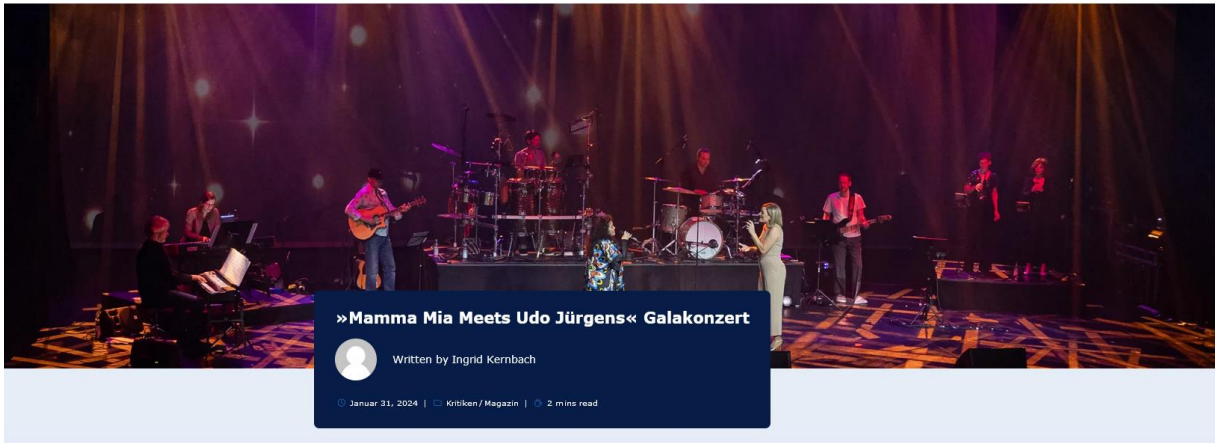 »Mamma Mia Meets Udo Jürgens« Galakonzert
Written by Ingrid Kernbach
Januar 31, 2024 | Kritiken / Magazin | 2 mins read